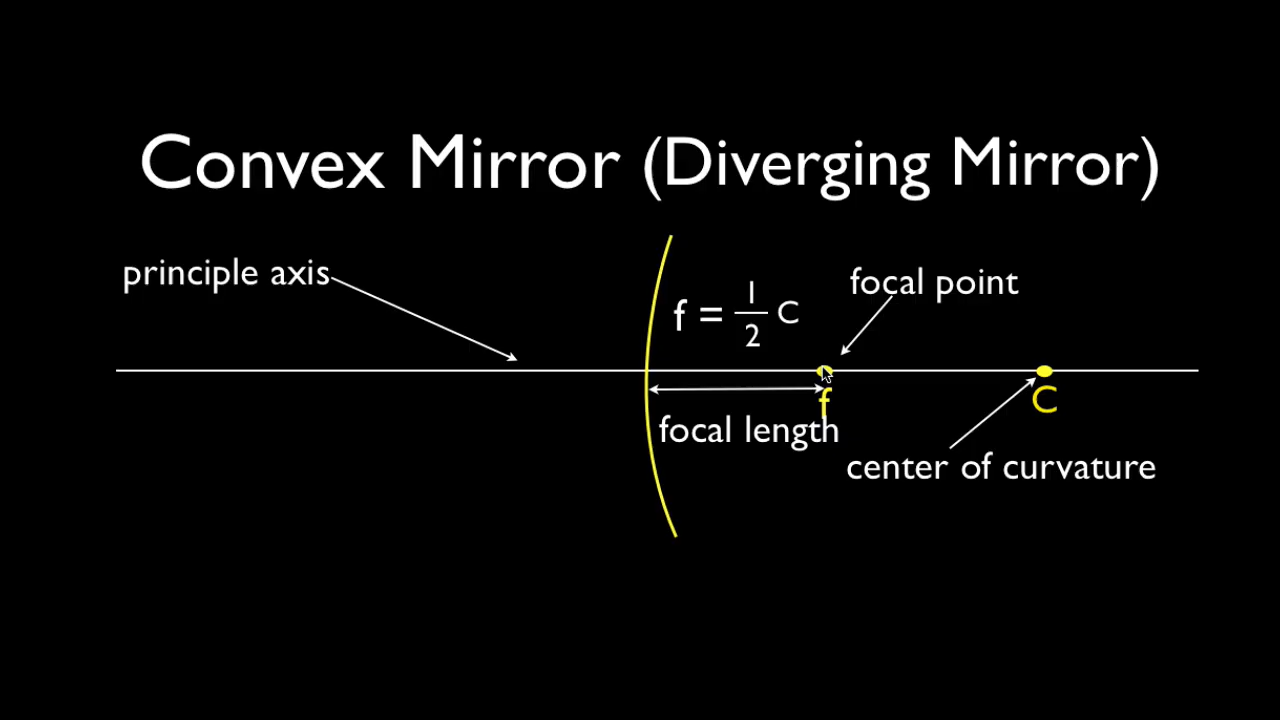 Convex Mirror (Diverging Mirror)
principle axis
focal point
f = 1/2 C
f
C
focal length
center of curvature